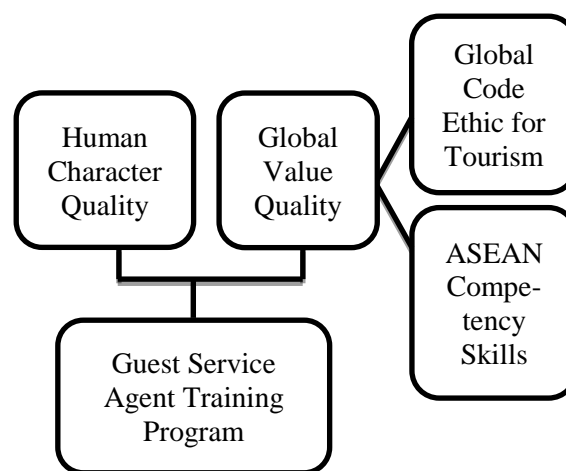 Human
Character
Quality
Global
Value
Quality
Global
Code
Ethic for
Tourism
ASEAN
Compe-
tency
Skills
Guest Service
Agent Training
Program